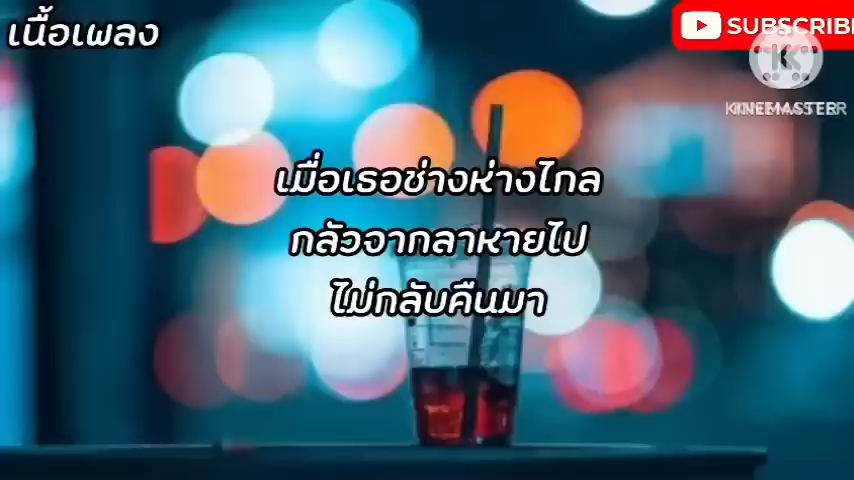 เนื้อเพลง
SUBSCRIBE
KINEMASTER
เมื่อเธอช่างห่างไกล
กลัวจากลาหายไป
ไม่กลับคืนมา